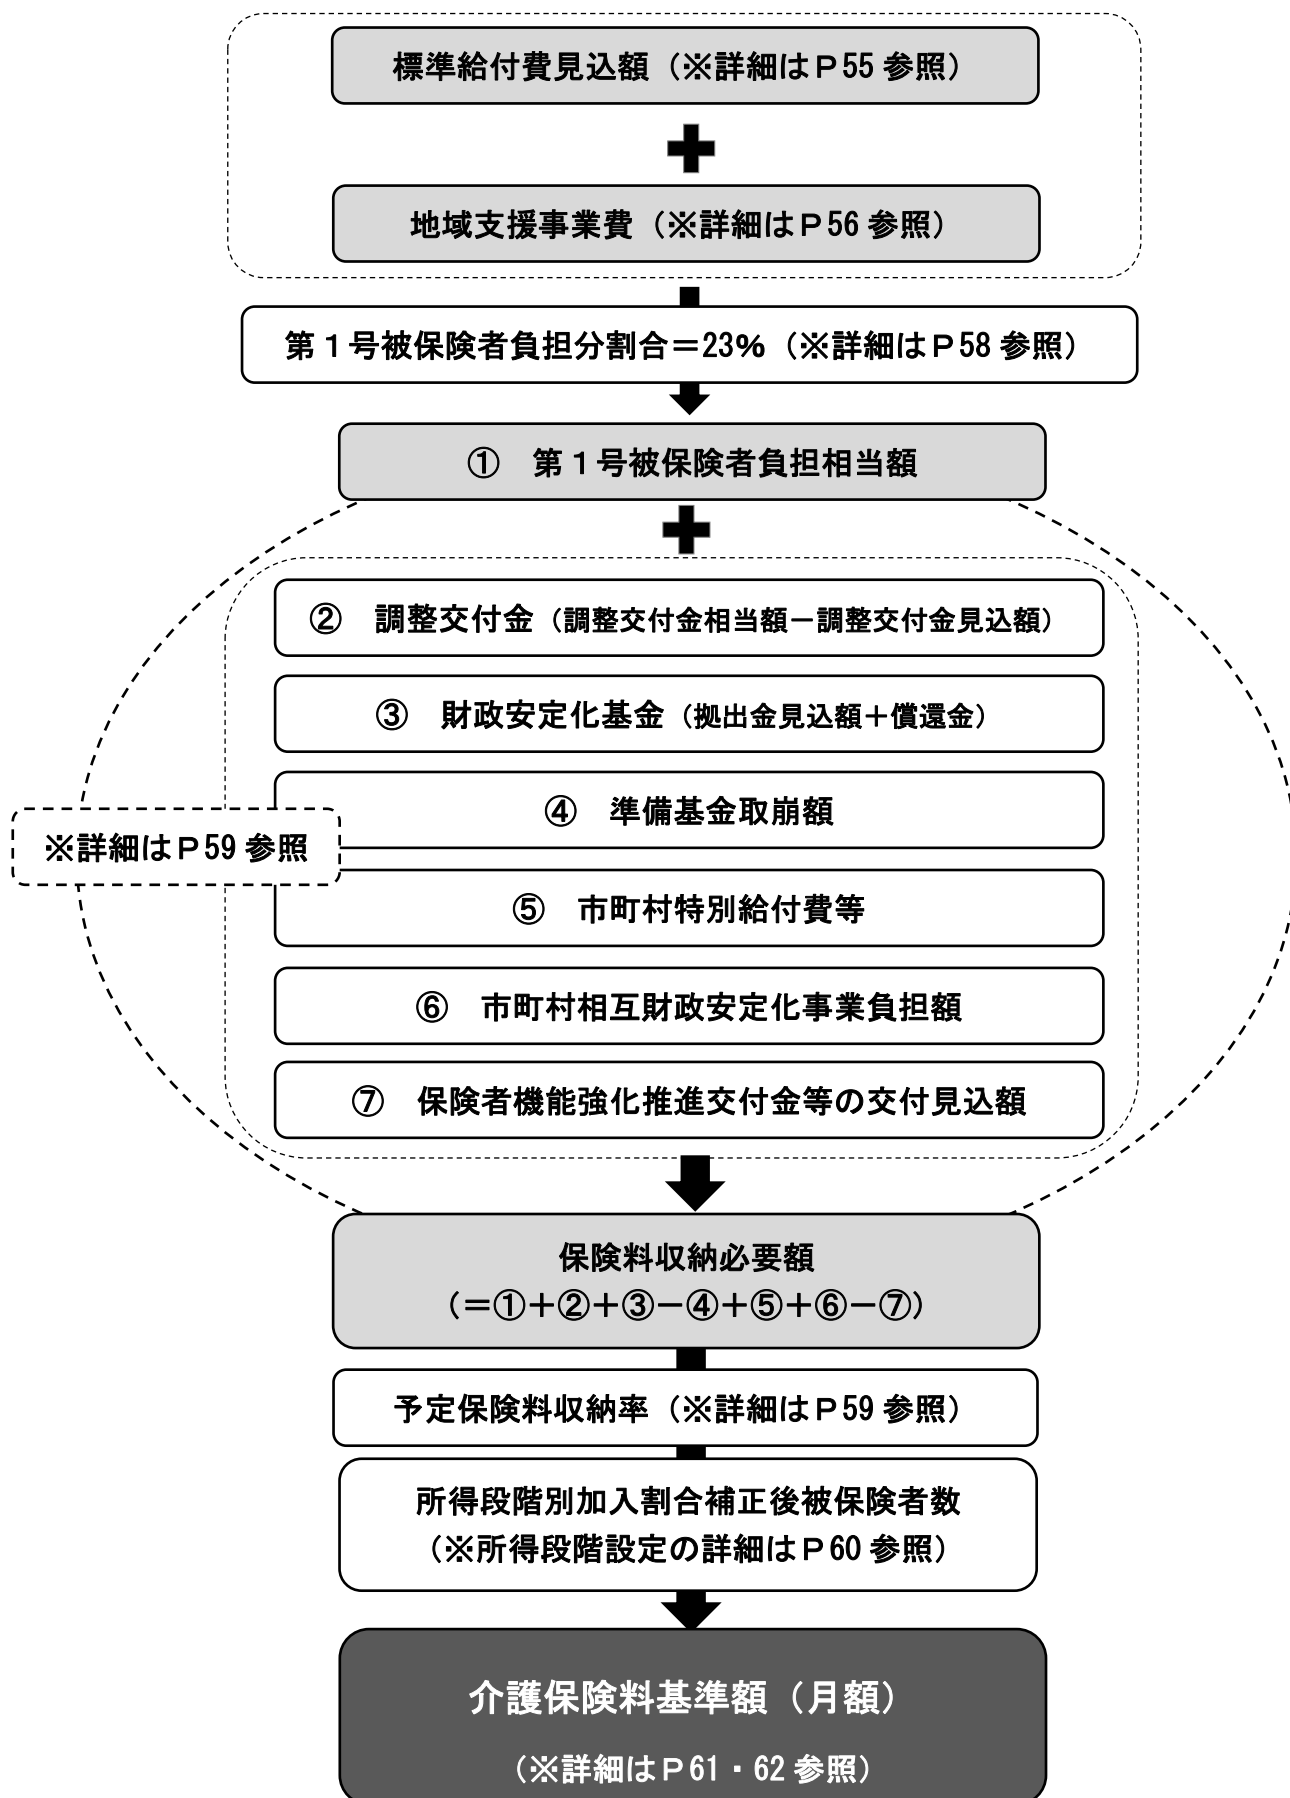 標準給付費見込額（※詳細はＰ55 参照）
地域支援事業費（※詳細はＰ56 参照）
第１号被保険者負担分割合＝23%（※詳細はＰ58 参照）
①　第１号被保険者負担相当額
②　調整交付金（調整交付金相当額－調整交付金見込額）
③　財政安定化基金（拠出金見込額＋償還金）
④　準備基金取崩額
※詳細はＰ59 参照
⑤　市町村特別給付費等
⑥　市町村相互財政安定化事業負担額
⑦　保険者機能強化推進交付金等の交付見込額
保険料収納必要額
（＝①＋②＋③－④＋⑤＋⑥－⑦）
予定保険料収納率（※詳細はＰ59 参照）
所得段階別加入割合補正後被保険者数
（※所得段階設定の詳細はＰ60 参照）
介護保険料基準額（月額）
（※詳細はＰ61・62 参照）